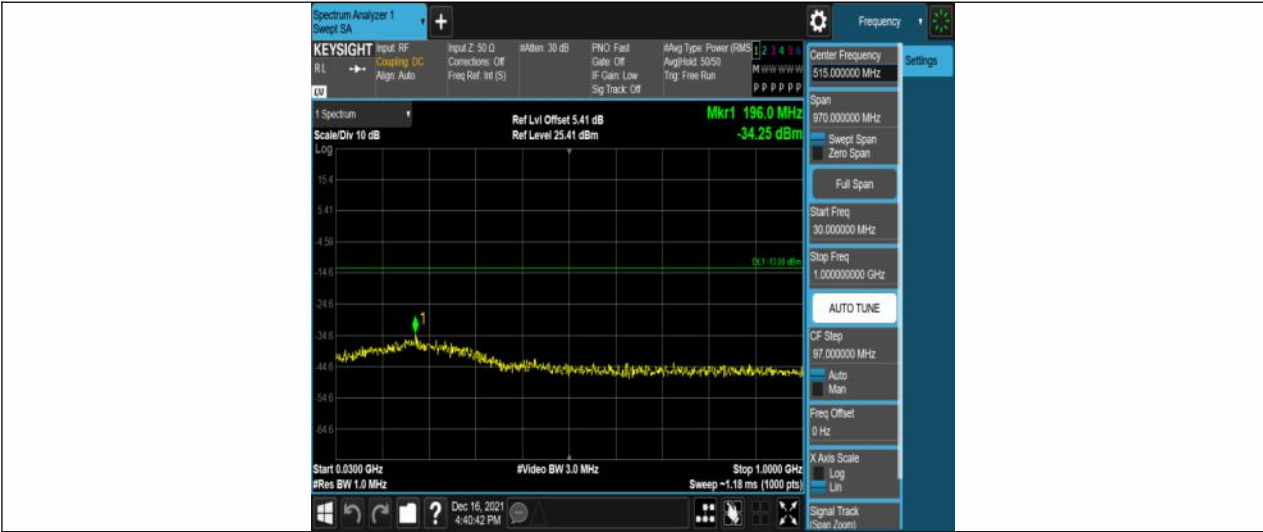 Spectrum Analyzer 1
Swept SA
+
Frequency
KEYSIGHT
RL
LW
Input: RF
Coupling: DC
Align: Auto
Input Z: 50 Ω
Corrections: Off
Freq Ref: Int (S)
#Atten: 30 dB
PNO: Fast
Gate: Off
IF Gain: Low
Sig Track: Off
#Avg Type: Power (RMS
Avg|Hold: 50/50
Trig: Free Run
1 2 3 4 5 6
M W W W W W
P P P P P P
1 Spectrum
Scale/Div 10 dB
Log
Ref Lvl Offset 5.41 dB
Ref Level 25.41 dBm
Mkr1 196.0 MHz
-34.25 dBm
15.4
5.41
-4.59
DL1 -13.00 dBm
-14.6
-24.6
1
-34.6
-44.6
-54.6
-64.6
Start 0.0300 GHz
#Res BW 1.0 MHz
#Video BW 3.0 MHz
Stop 1.0000 GHz
Sweep ~1.18 ms (1000 pts)
?
Dec 16, 2021
4:40:42 PM
Center Frequency
515.000000 MHz
Settings
Span
970.000000 MHz
Swept Span
Zero Span
Full Span
Start Freq
30.000000 MHz
Stop Freq
1.000000000 GHz
AUTO TUNE
CF Step
97.000000 MHz
Auto
Man
Freq Offset
0 Hz
X Axis Scale
Log
Lin
Signal Track
(Span Zoom)